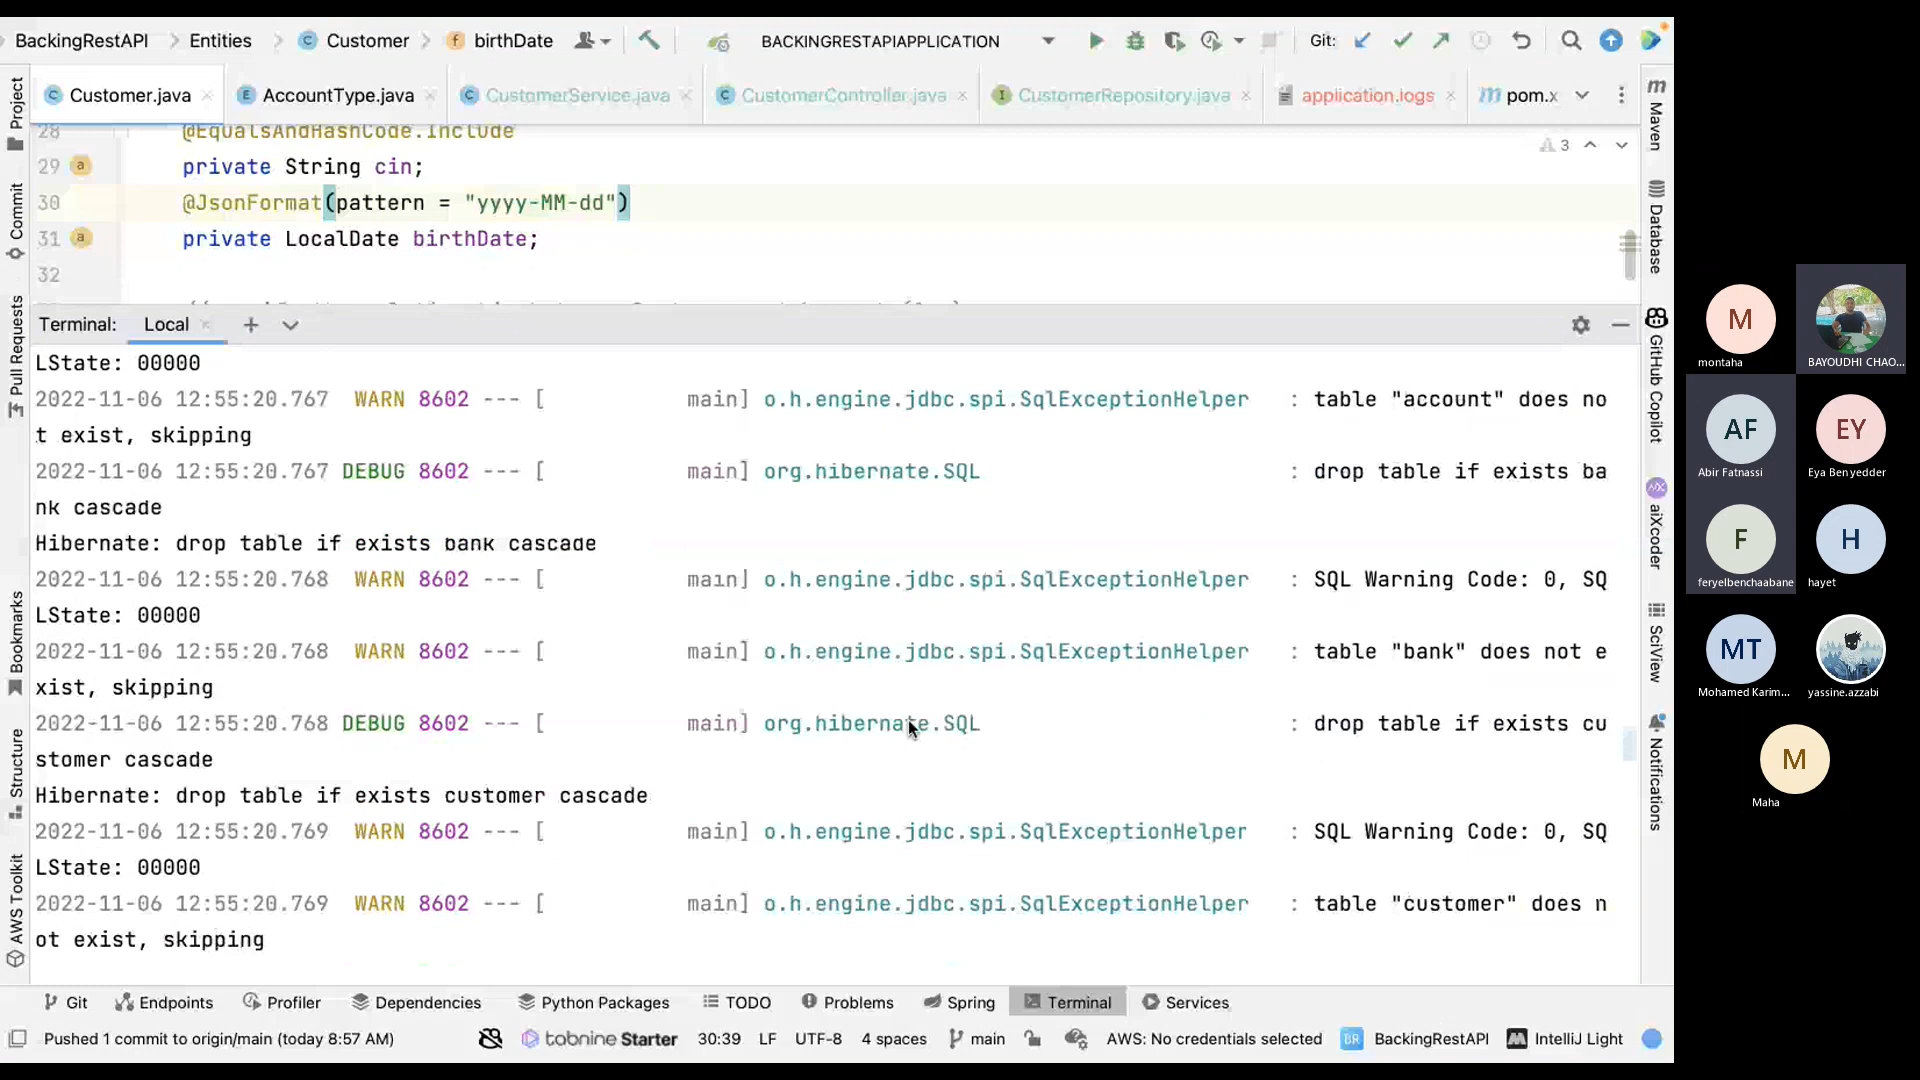 BackingRestAPI Entities Customer birthDate BACKINGRESTAPIAPPLICATION Git:
Customer.java AccountType.java CustomerService.java CustomerController.java CustomerRepository.java application.logs pom.x
28 @EqualsAndHashCode.Include
29 private String cin;
30 @JsonFormat(pattern = "yyyy-MM-dd")
31 private LocalDate birthDate;
32
3
Terminal: Local
LState: 00000
2022-11-06 12:55:20.767  WARN 8602 --- [           main] o.h.engine.jdbc.spi.SqlExceptionHelper   : table "account" does no
t exist, skipping
2022-11-06 12:55:20.767 DEBUG 8602 --- [           main] org.hibernate.SQL                        : drop table if exists ba
nk cascade
Hibernate: drop table if exists bank cascade
2022-11-06 12:55:20.768  WARN 8602 --- [           main] o.h.engine.jdbc.spi.SqlExceptionHelper   : SQL Warning Code: 0, SQ
LState: 00000
2022-11-06 12:55:20.768  WARN 8602 --- [           main] o.h.engine.jdbc.spi.SqlExceptionHelper   : table "bank" does not e
xist, skipping
2022-11-06 12:55:20.768 DEBUG 8602 --- [           main] org.hibernate.SQL                        : drop table if exists cu
stomer cascade
Hibernate: drop table if exists customer cascade
2022-11-06 12:55:20.769  WARN 8602 --- [           main] o.h.engine.jdbc.spi.SqlExceptionHelper   : SQL Warning Code: 0, SQ
LState: 00000
2022-11-06 12:55:20.769  WARN 8602 --- [           main] o.h.engine.jdbc.spi.SqlExceptionHelper   : table "customer" does n
ot exist, skipping
Git Endpoints Profiler Dependencies Python Packages TODO Problems Spring Terminal Services
Pushed 1 commit to origin/main (today 8:57 AM) tabnine Starter 30:39 LF UTF-8 4 spaces main AWS: No credentials selected BR BackingRestAPI IntelliJ Light
Project
Commit
Pull Requests
Bookmarks
Structure
AWS Toolkit
Maven
Database
GitHub Copilot
aiXcoder
SciView
Notifications
M
montaha
BAYOUDHI CHAO...
AF
Abir Fatnassi
EY
Eya Ben yedder
F
feryelbenchaabane
H
hayet
MT
Mohamed Karim...
yassine.azzabi
M
Maha